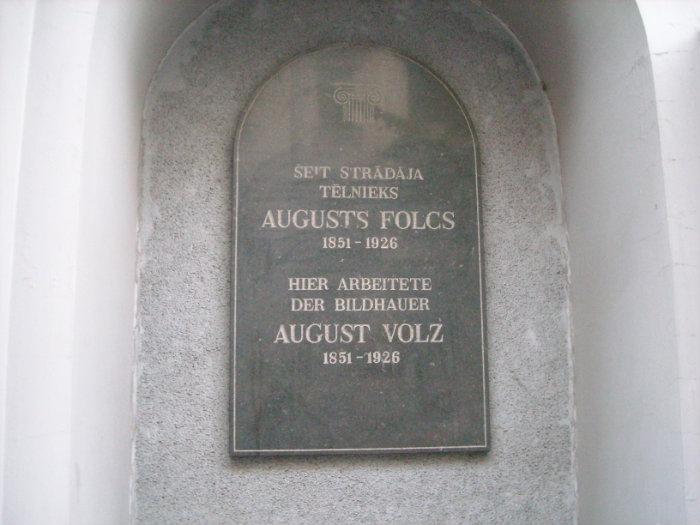 ŠEIT STRĀDĀJA
TĒLNIEKS
AUGUSTS FOLCS
1851 - 1926
HIER ARBEITETE
DER BILDHAUER
AUGUST VOLZ
1851 - 1926